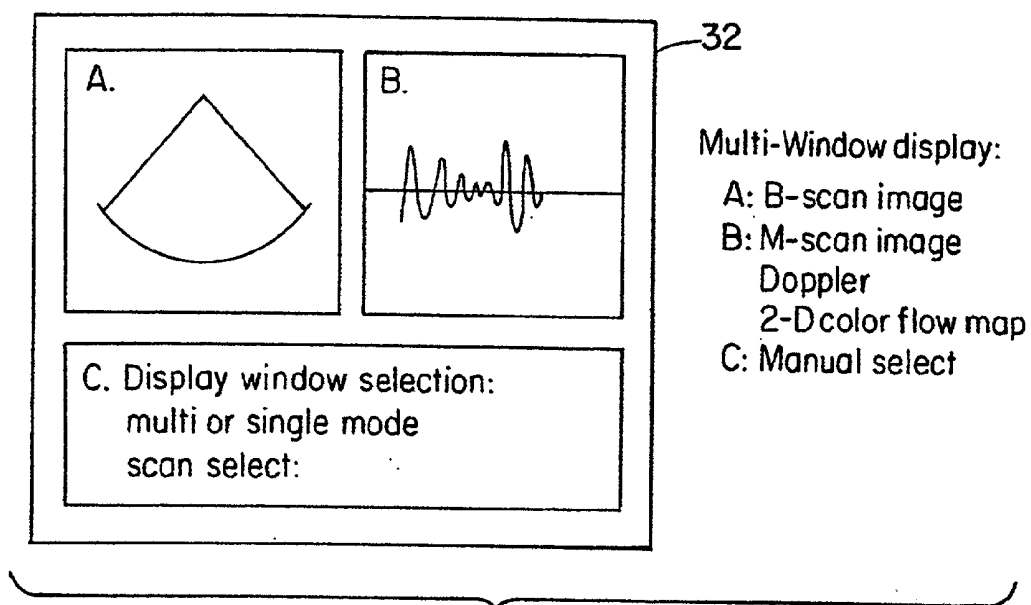 32
A.
B.
C. Display window selection:
multi or single mode
scan select:
Multi-Window display:
A: B-scan image
B: M-scan image
Doppler
2-D color flow map
C: Manual select